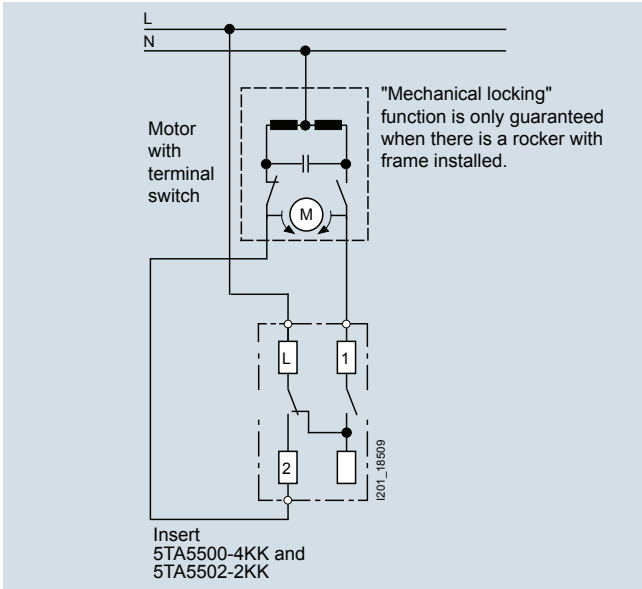 L
N
"Mechanical locking"
function is only guaranteed
when there is a rocker with
frame installed.
Motor
with
terminal
switch
M
L
1
2
I201_18509
Insert
5TA5500-4KK and
5TA5502-2KK